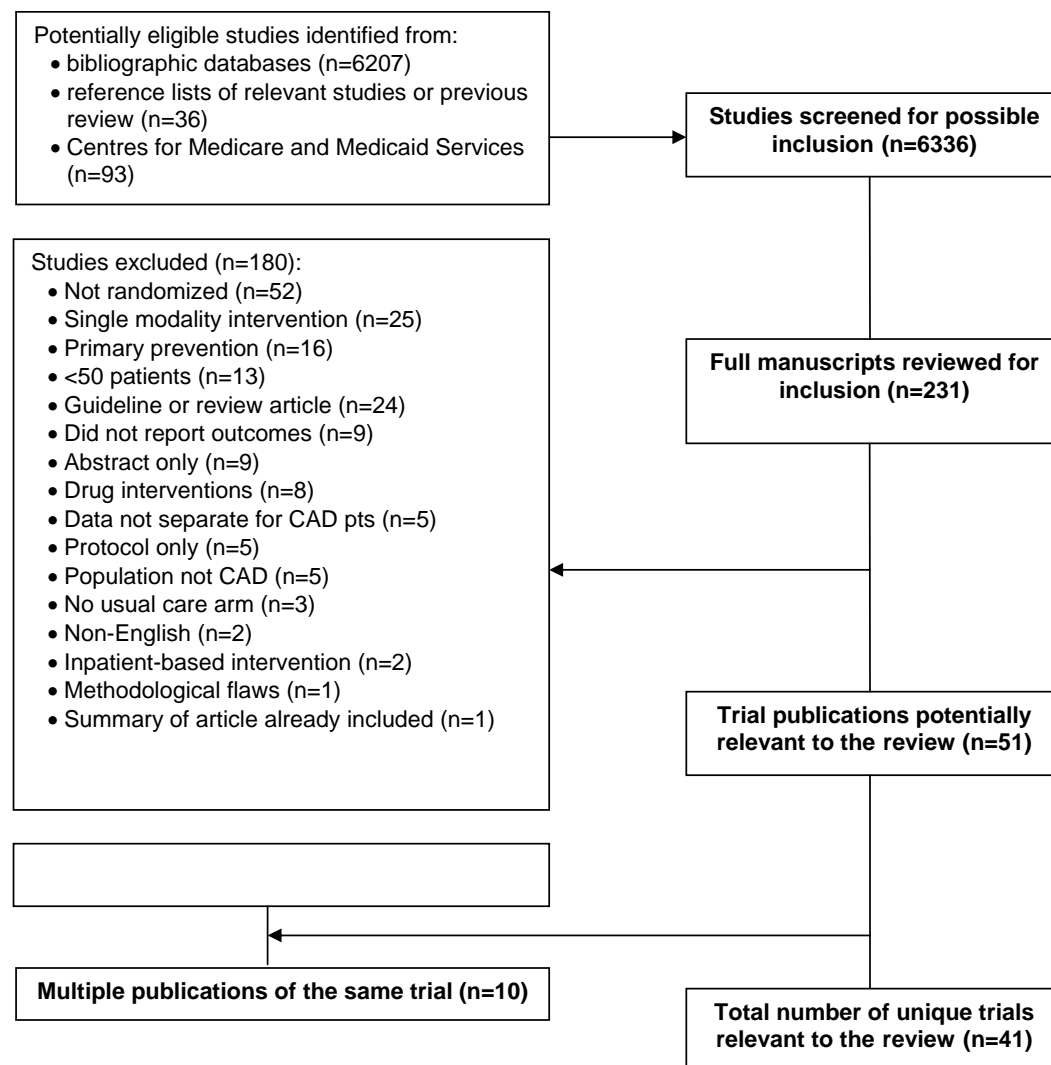 Potentially eligible studies identified from:
• bibliographic databases (n=6207)
• reference lists of relevant studies or previous
review (n=36)
• Centres for Medicare and Medicaid Services
(n=93)
Studies screened for possible
inclusion (n=6336)
Studies excluded (n=180):
• Not randomized (n=52)
• Single modality intervention (n=25)
• Primary prevention (n=16)
• <50 patients (n=13)
• Guideline or review article (n=24)
• Did not report outcomes (n=9)
• Abstract only (n=9)
• Drug interventions (n=8)
• Data not separate for CAD pts (n=5)
• Protocol only (n=5)
• Population not CAD (n=5)
• No usual care arm (n=3)
• Non-English (n=2)
• Inpatient-based intervention (n=2)
• Methodological flaws (n=1)
• Summary of article already included (n=1)
Full manuscripts reviewed for
inclusion (n=231)
Trial publications potentially
relevant to the review (n=51)
Multiple publications of the same trial (n=10)
Total number of unique trials
relevant to the review (n=41)